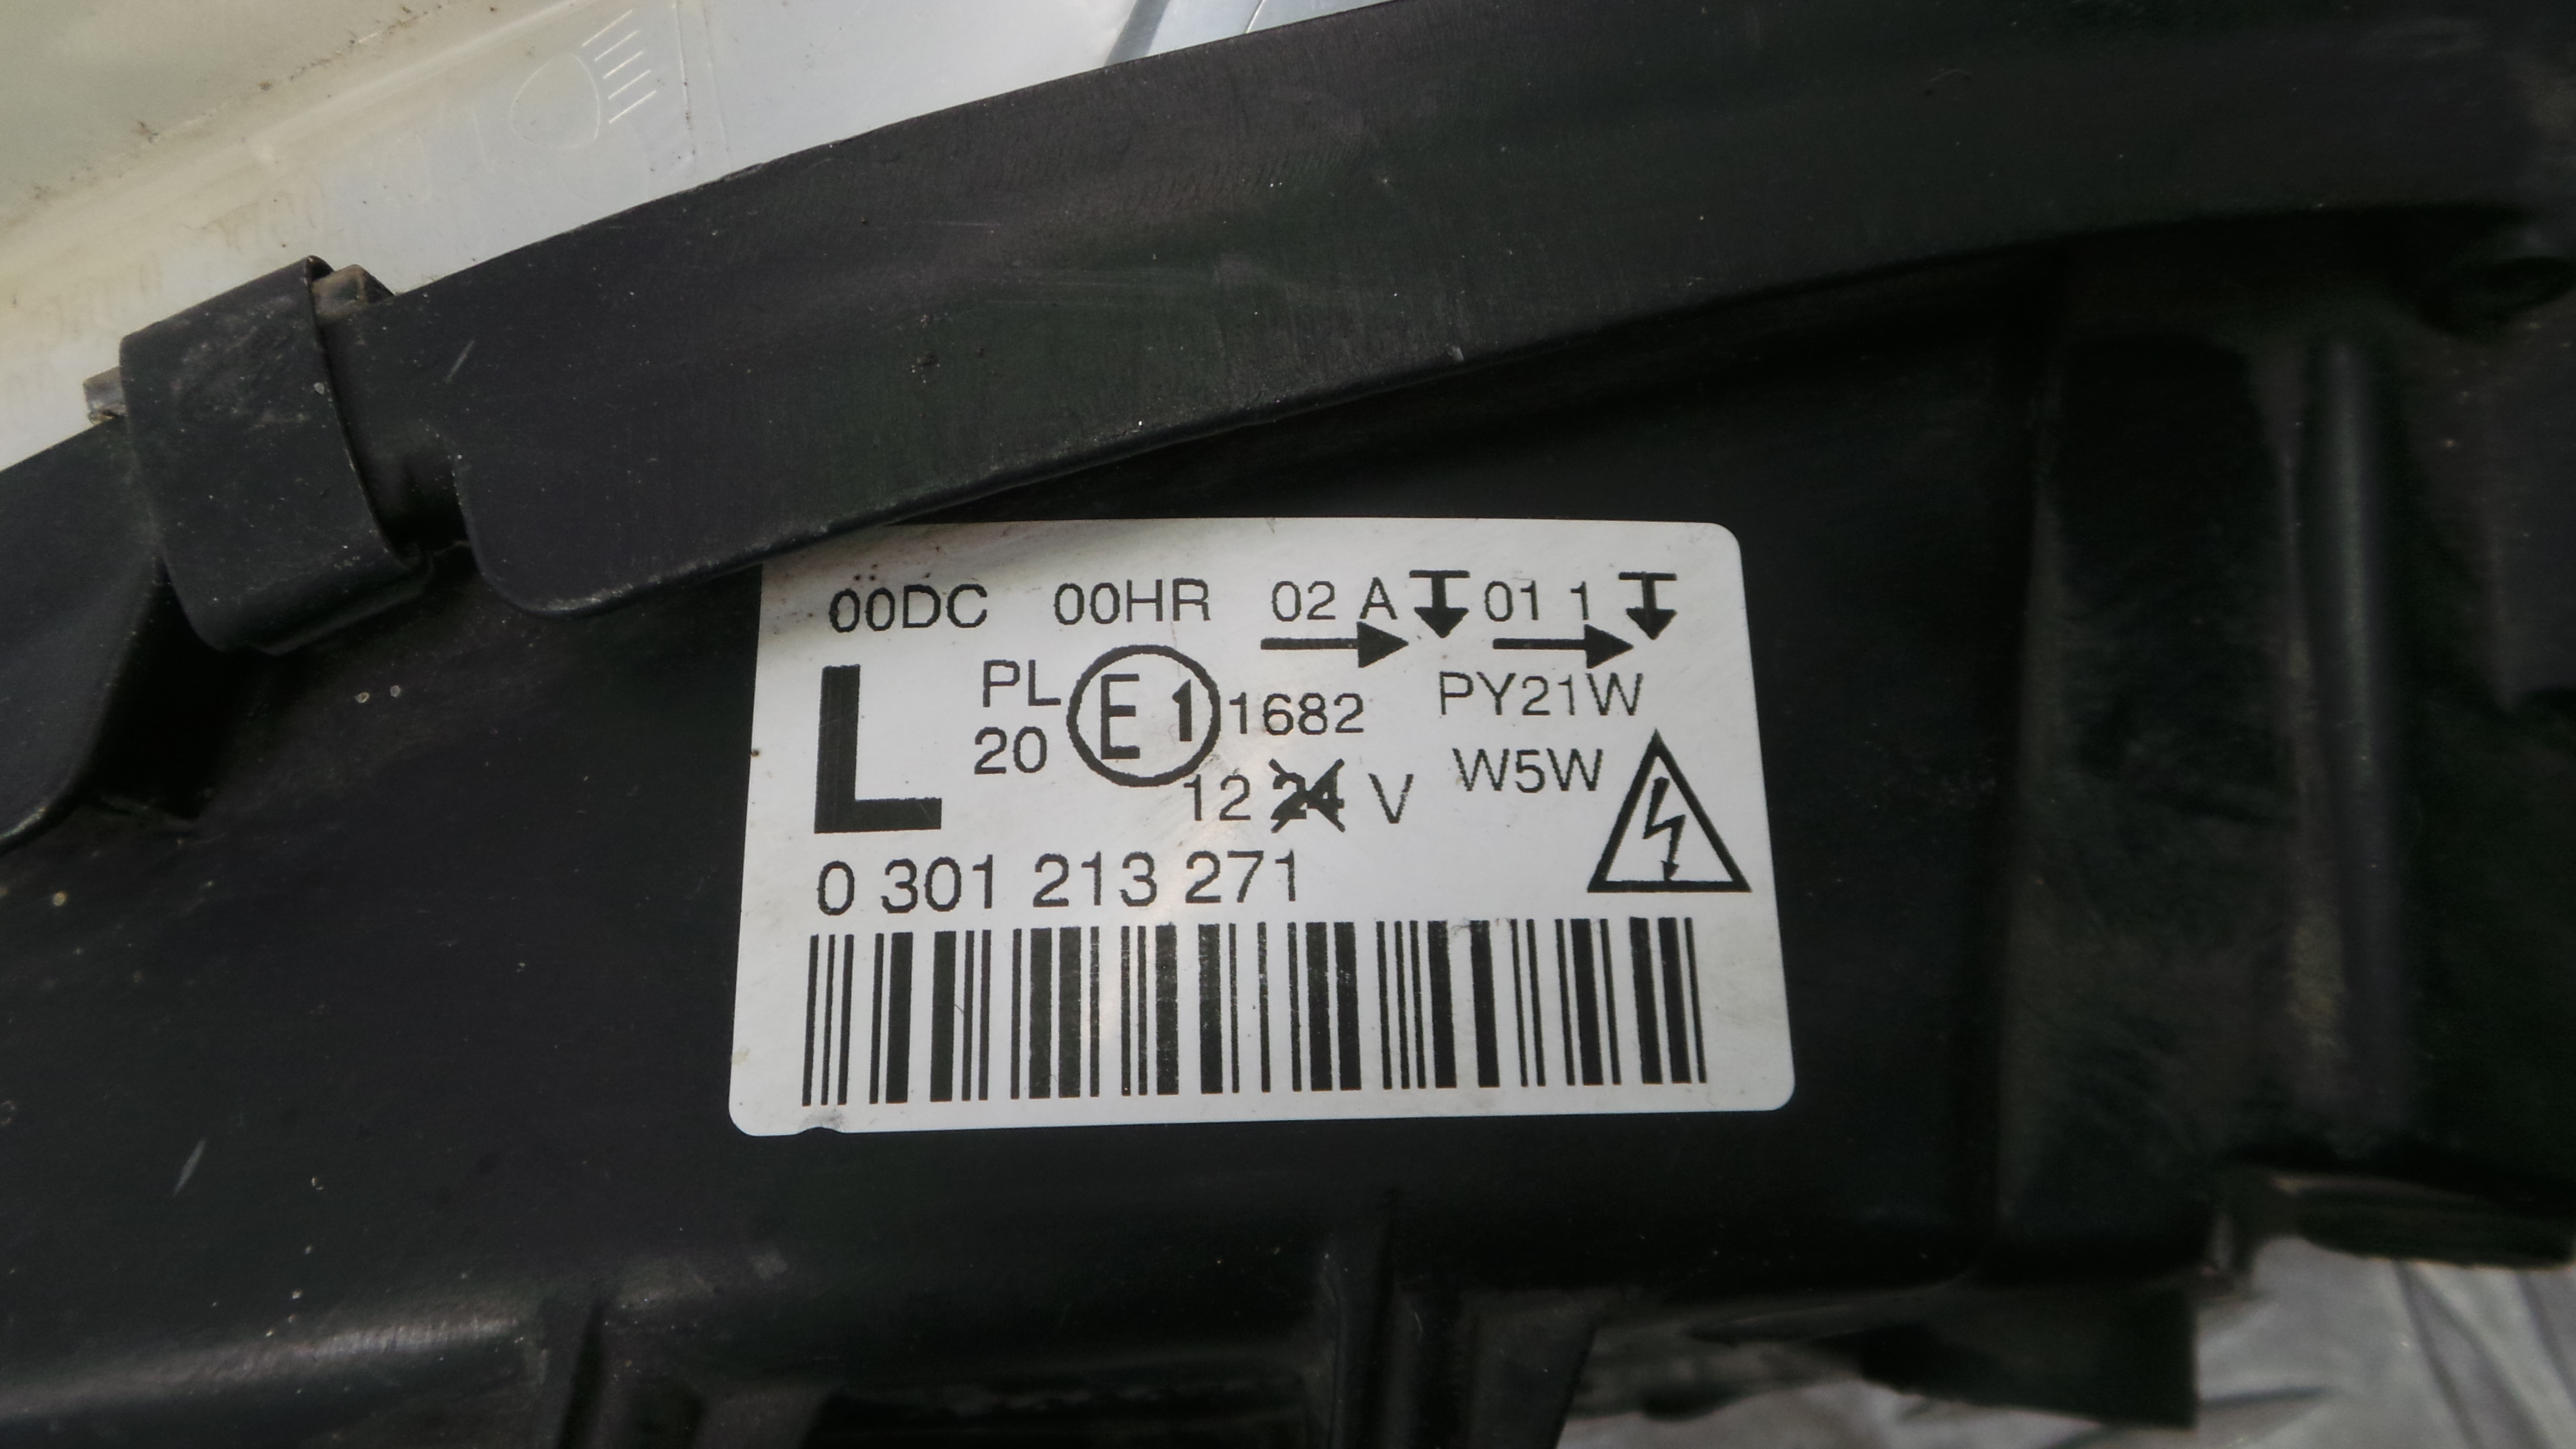 00DC 00HR 02 A 01 1
L PL E1 1682 PY21W
20 12 24 V W5W
0 301 213 271